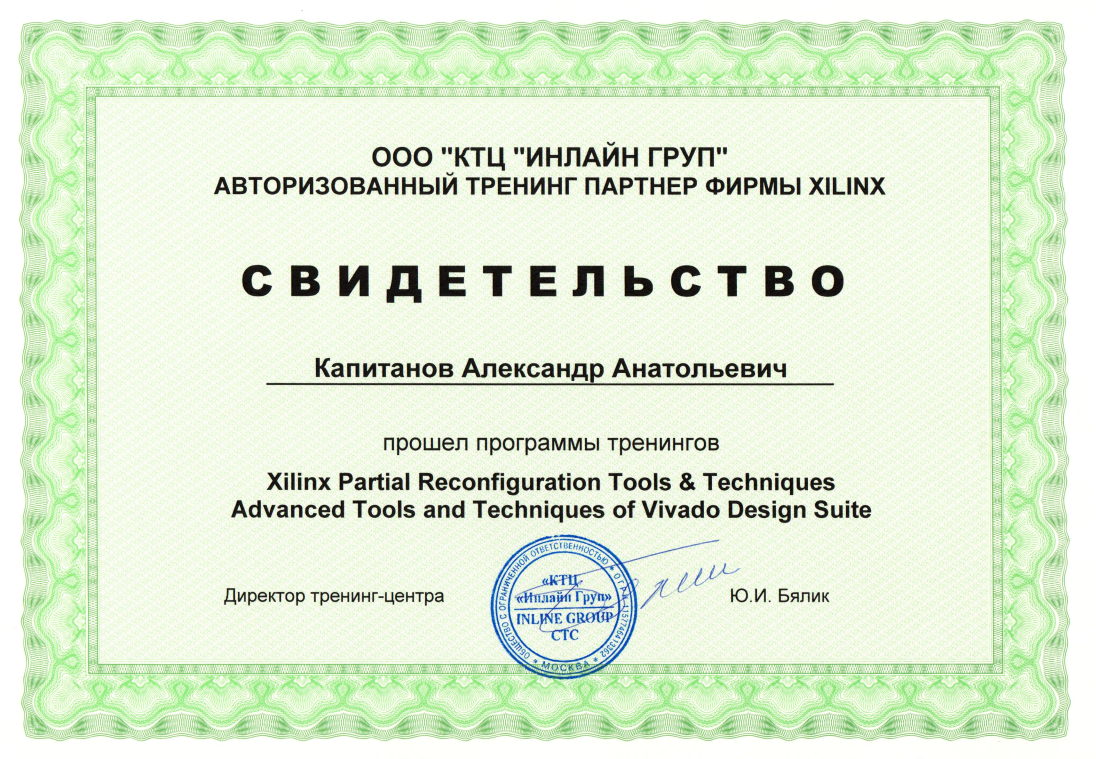 ООО "КТЦ "ИНЛАЙН ГРУП"
АВТОРИЗОВАННЫЙ ТРЕНИНГ ПАРТНЕР ФИРМЫ XILINX
СВИДЕТЕЛЬСТВО
Капитанов Александр Анатольевич
прошел программы тренингов
Xilinx Partial Reconfiguration Tools & Techniques
Advanced Tools and Techniques of Vivado Design Suite
Директор тренинг-центра
Ю.И. Бялик
ОБЩЕСТВО С ОГРАНИЧЕННОЙ ОТВЕТСТВЕННОСТЬЮ
«КТЦ
«Инлайн Груп»
INLINE GROUP
CTC
* МОСКВА *